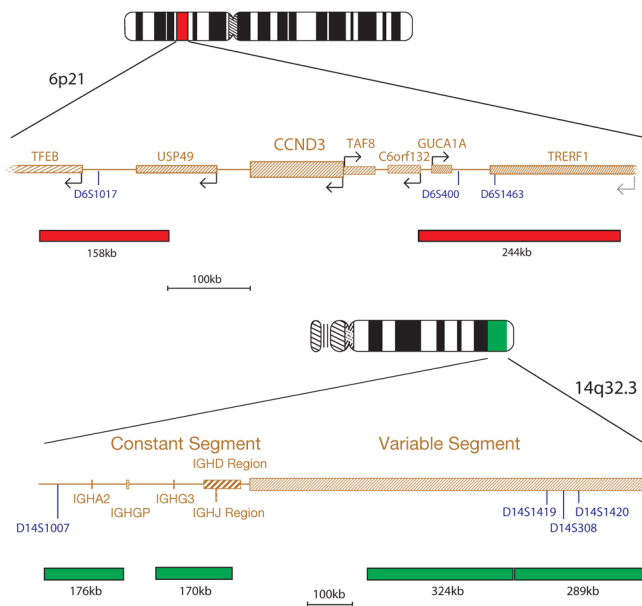 6p21
CCND3
TFEB USP49 TAF8 C6orf132 GUCA1A TRERF1
D6S1017 D6S400 D6S1463
158kb 244kb
100kb
14q32.3
Constant Segment Variable Segment
IGHD Region
IGHA2 IGHGP IGHG3 IGHJ Region
D14S1007 D14S1419 D14S308 D14S1420
176kb 170kb 100kb 324kb 289kb